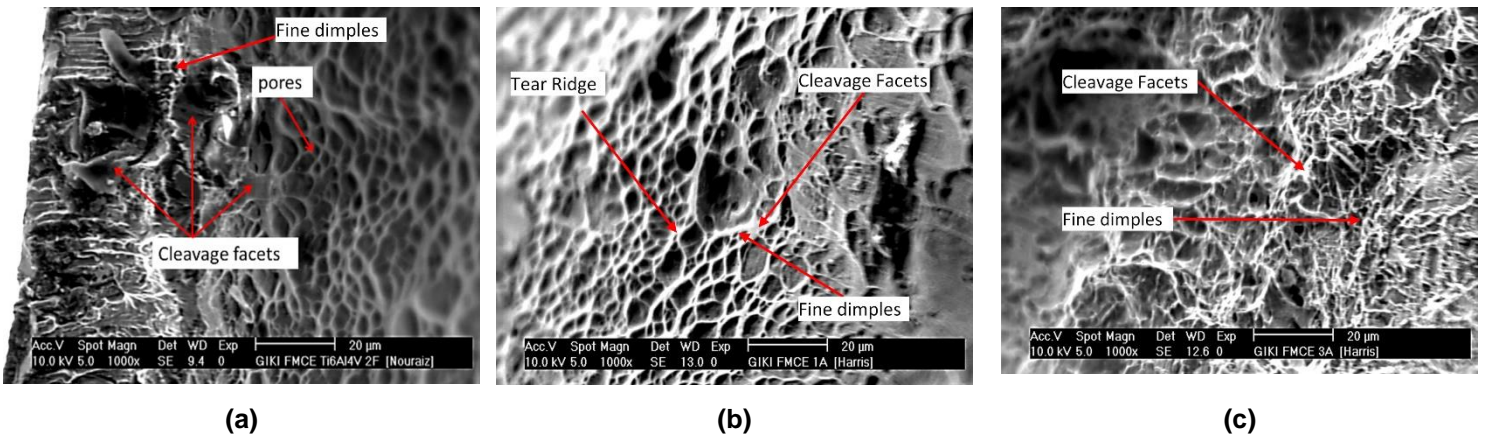 Fine dimples
pores
Cleavage facets
Acc.V Spot Magn Det WD Exp 20 µm
10.0 kV 5.0 1000x SE 9.4 0 GIKI FMCE Ti6Al4V 2F [Nouraiz]
(a)
Tear Ridge
Cleavage Facets
Fine dimples
Acc.V Spot Magn Det WD Exp 20 µm
10.0 kV 5.0 1000x SE 13.0 0 GIKI FMCE 1A [Harris]
(b)
Cleavage Facets
Fine dimples
Acc.V Spot Magn Det WD Exp 20 µm
10.0 kV 5.0 1000x SE 12.6 0 GIKI FMCE 3A [Harris]
(c)